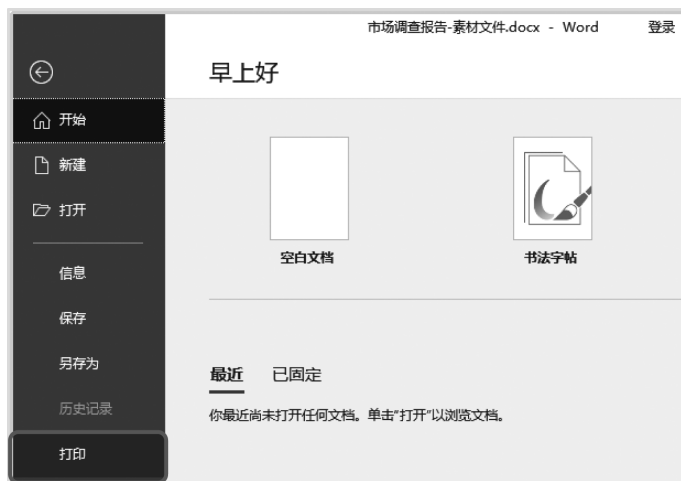 市场调查报告-素材文件.docx - Word 登录
早上好
开始
新建
打开
信息
保存
另存为
历史记录
打印
空白文档
书法字帖
最近 已固定
你最近尚未打开任何文档。单击“打开”以浏览文档。